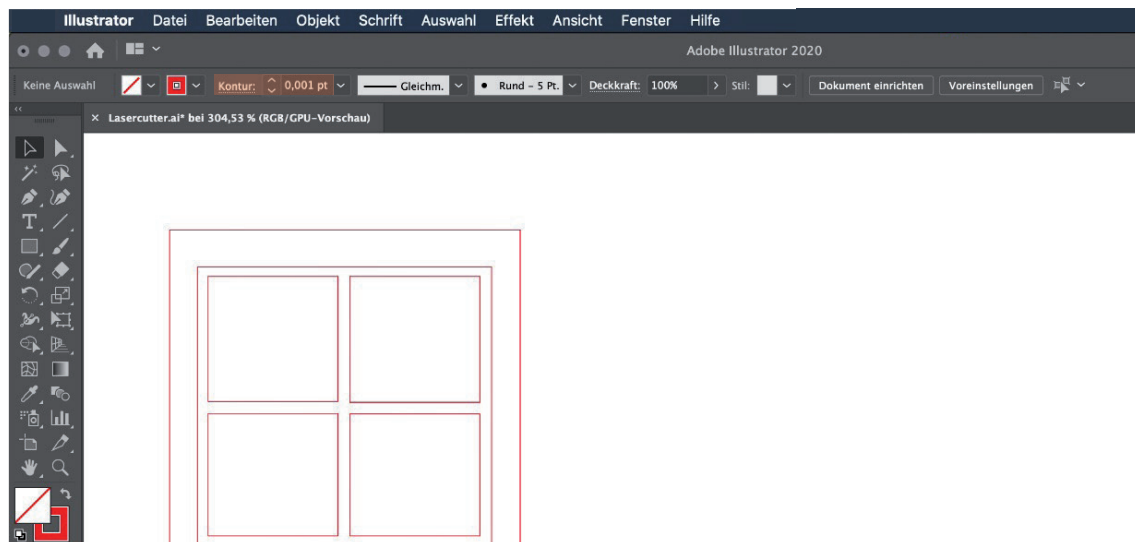 Illustrator Datei Bearbeiten Objekt Schrift Auswahl Effekt Ansicht Fenster Hilfe
Adobe Illustrator 2020
Keine Auswahl Kontur: 0,001 pt Gleichm. Rund – 5 Pt. Deckkraft: 100% Stil: Dokument einrichten Voreinstellungen
× Lasercutter.ai* bei 304,53 % (RGB/GPU-Vorschau)